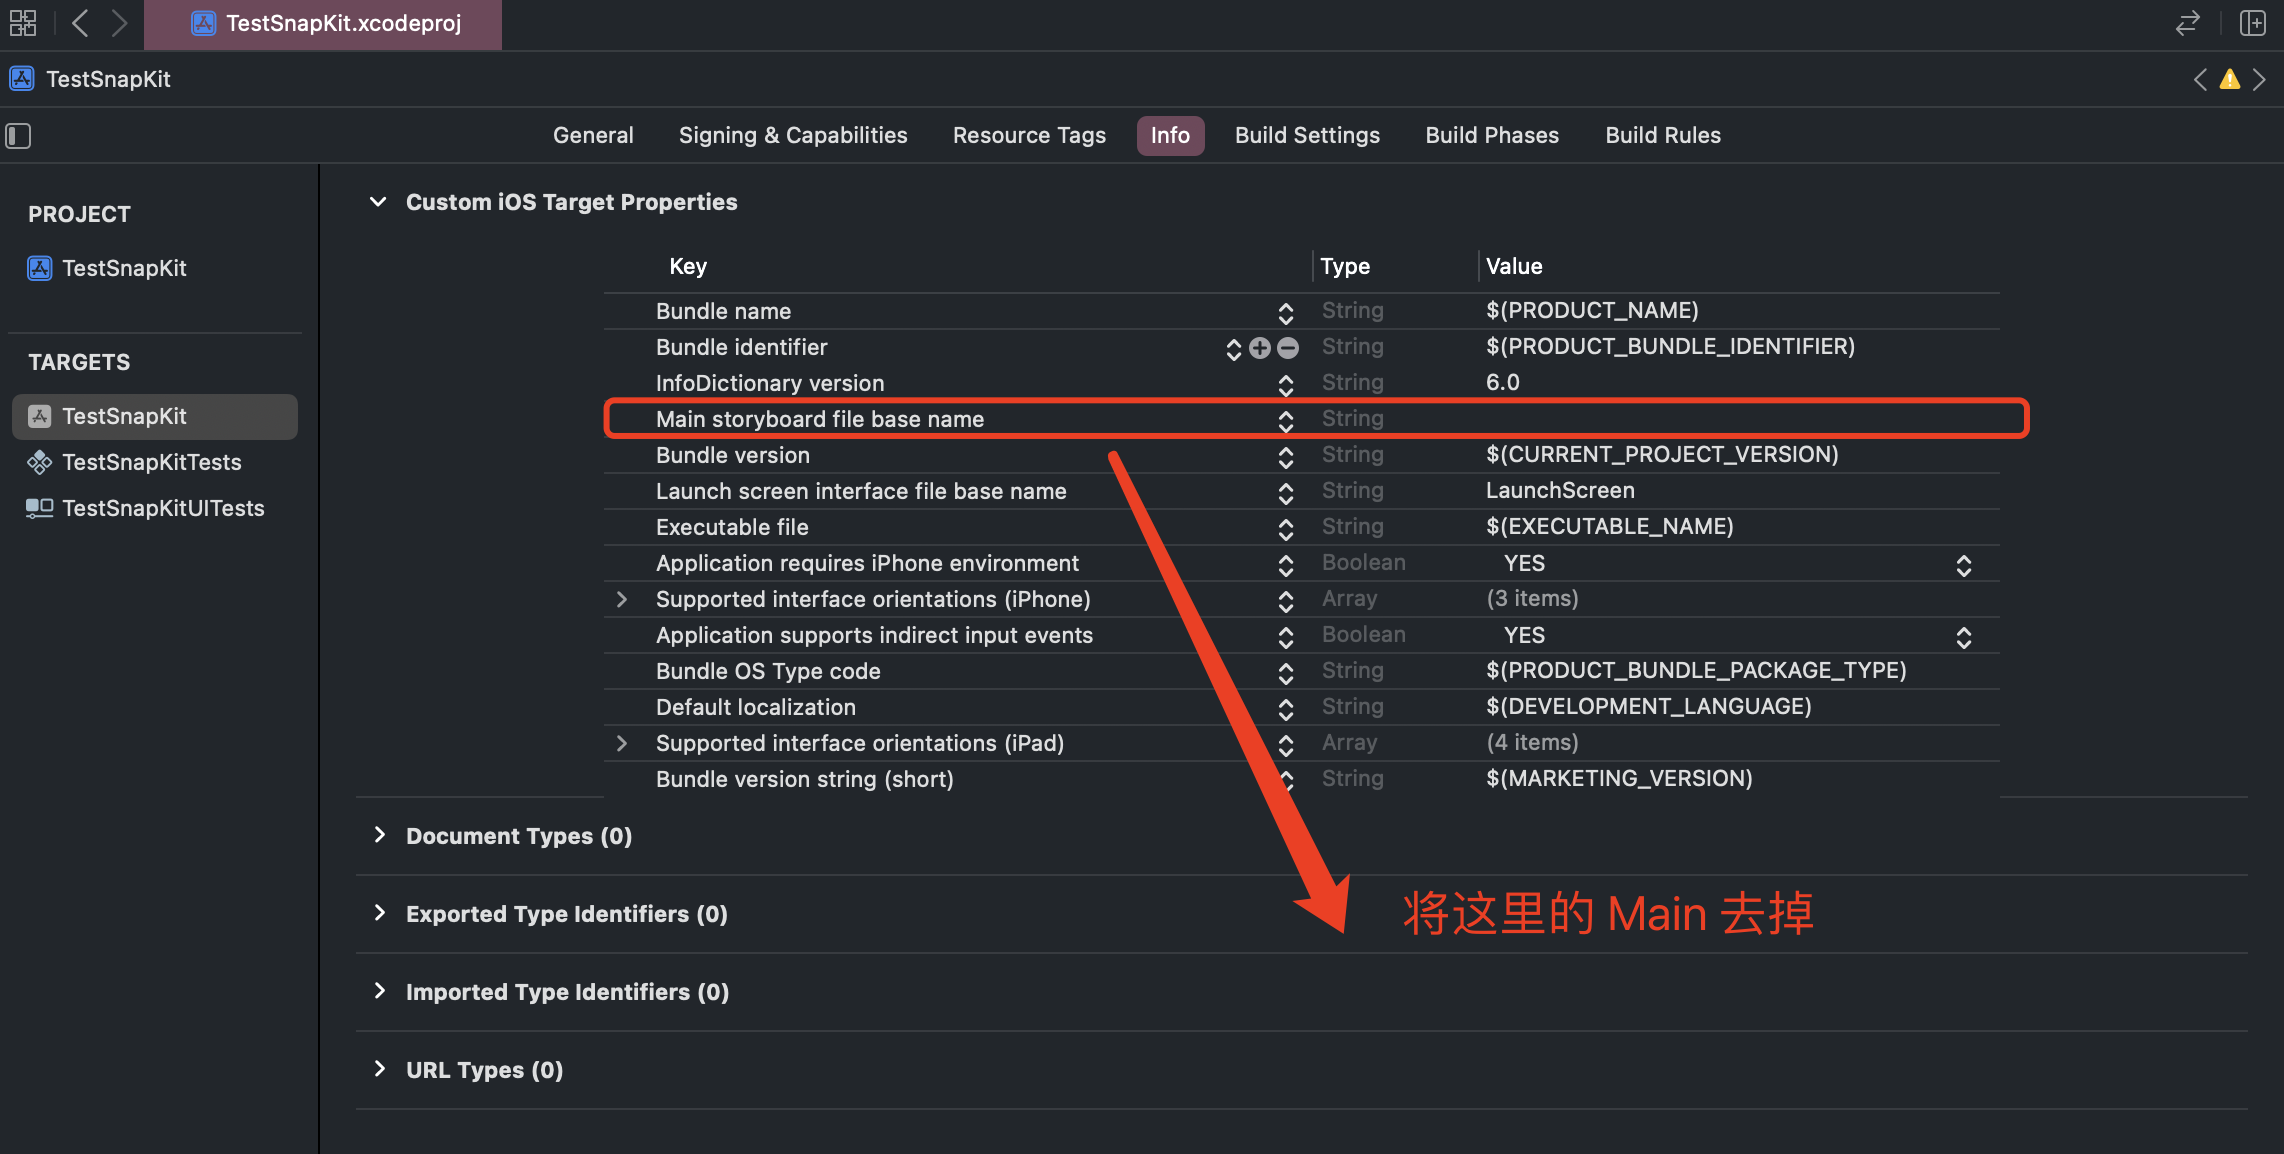 TestSnapKit.xcodeproj
TestSnapKit
General Signing & Capabilities Resource Tags Info Build Settings Build Phases Build Rules
PROJECT
TestSnapKit
TARGETS
TestSnapKit
TestSnapKitTests
TestSnapKitUITests
Custom iOS Target Properties
Key Type Value
Bundle name String $(PRODUCT_NAME)
Bundle identifier String $(PRODUCT_BUNDLE_IDENTIFIER)
InfoDictionary version String 6.0
Main storyboard file base name String
Bundle version String $(CURRENT_PROJECT_VERSION)
Launch screen interface file base name String LaunchScreen
Executable file String $(EXECUTABLE_NAME)
Application requires iPhone environment Boolean YES
Supported interface orientations (iPhone) Array (3 items)
Application supports indirect input events Boolean YES
Bundle OS Type code String $(PRODUCT_BUNDLE_PACKAGE_TYPE)
Default localization String $(DEVELOPMENT_LANGUAGE)
Supported interface orientations (iPad) Array (4 items)
Bundle version string (short) String $(MARKETING_VERSION)
Document Types (0)
将这里的 Main 去掉
Exported Type Identifiers (0)
Imported Type Identifiers (0)
URL Types (0)